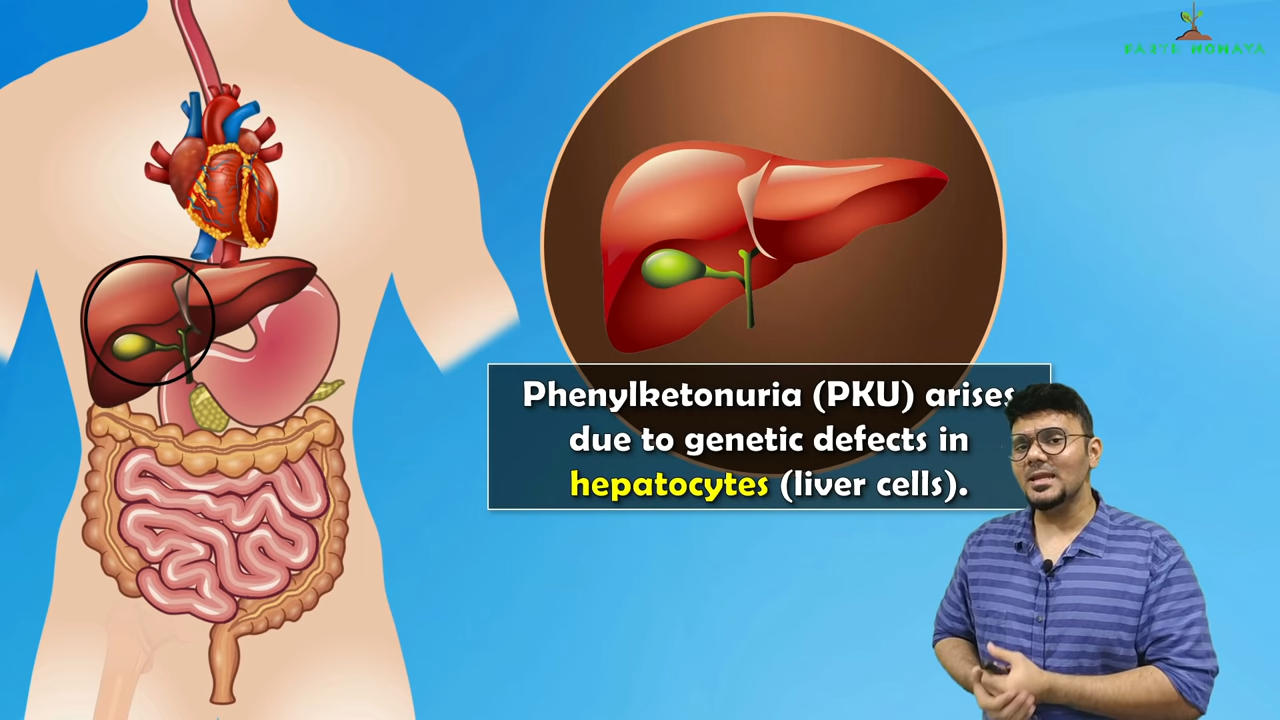 Phenylketonuria (PKU) arises
due to genetic defects in
hepatocytes (liver cells).